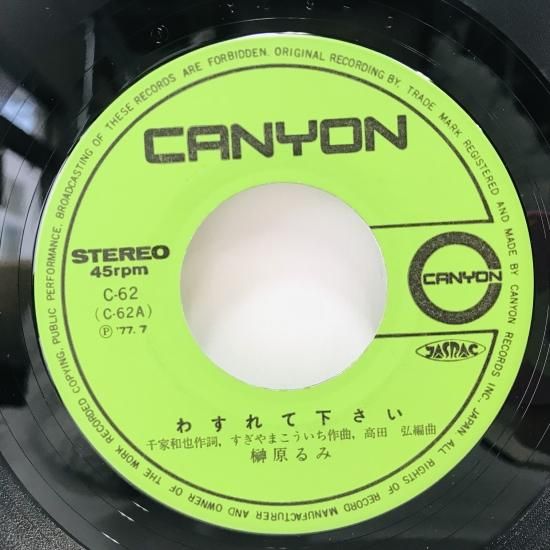 UNAUTHORIZED COPYING, PUBLIC PERFORMANCE, BROADCASTING OF THESE RECORDS ARE FORBIDDEN. ORIGINAL RECORDING BY. TRADE MARK REGISTERED AND MADE BY CANYON RECORDS INC. JAPAN ALL RIGHTS OF RECORD MANUFACTURER AND OWNER OF THE WORK RECORDED
CANYON
STEREO
45rpm
C-62
(C-62A)
Ⓟ '77. 7
CANYON
JASRAC
わすれて下さい
千家和也作詞, すぎやまこういち作曲, 高田 弘編曲
榊原るみ